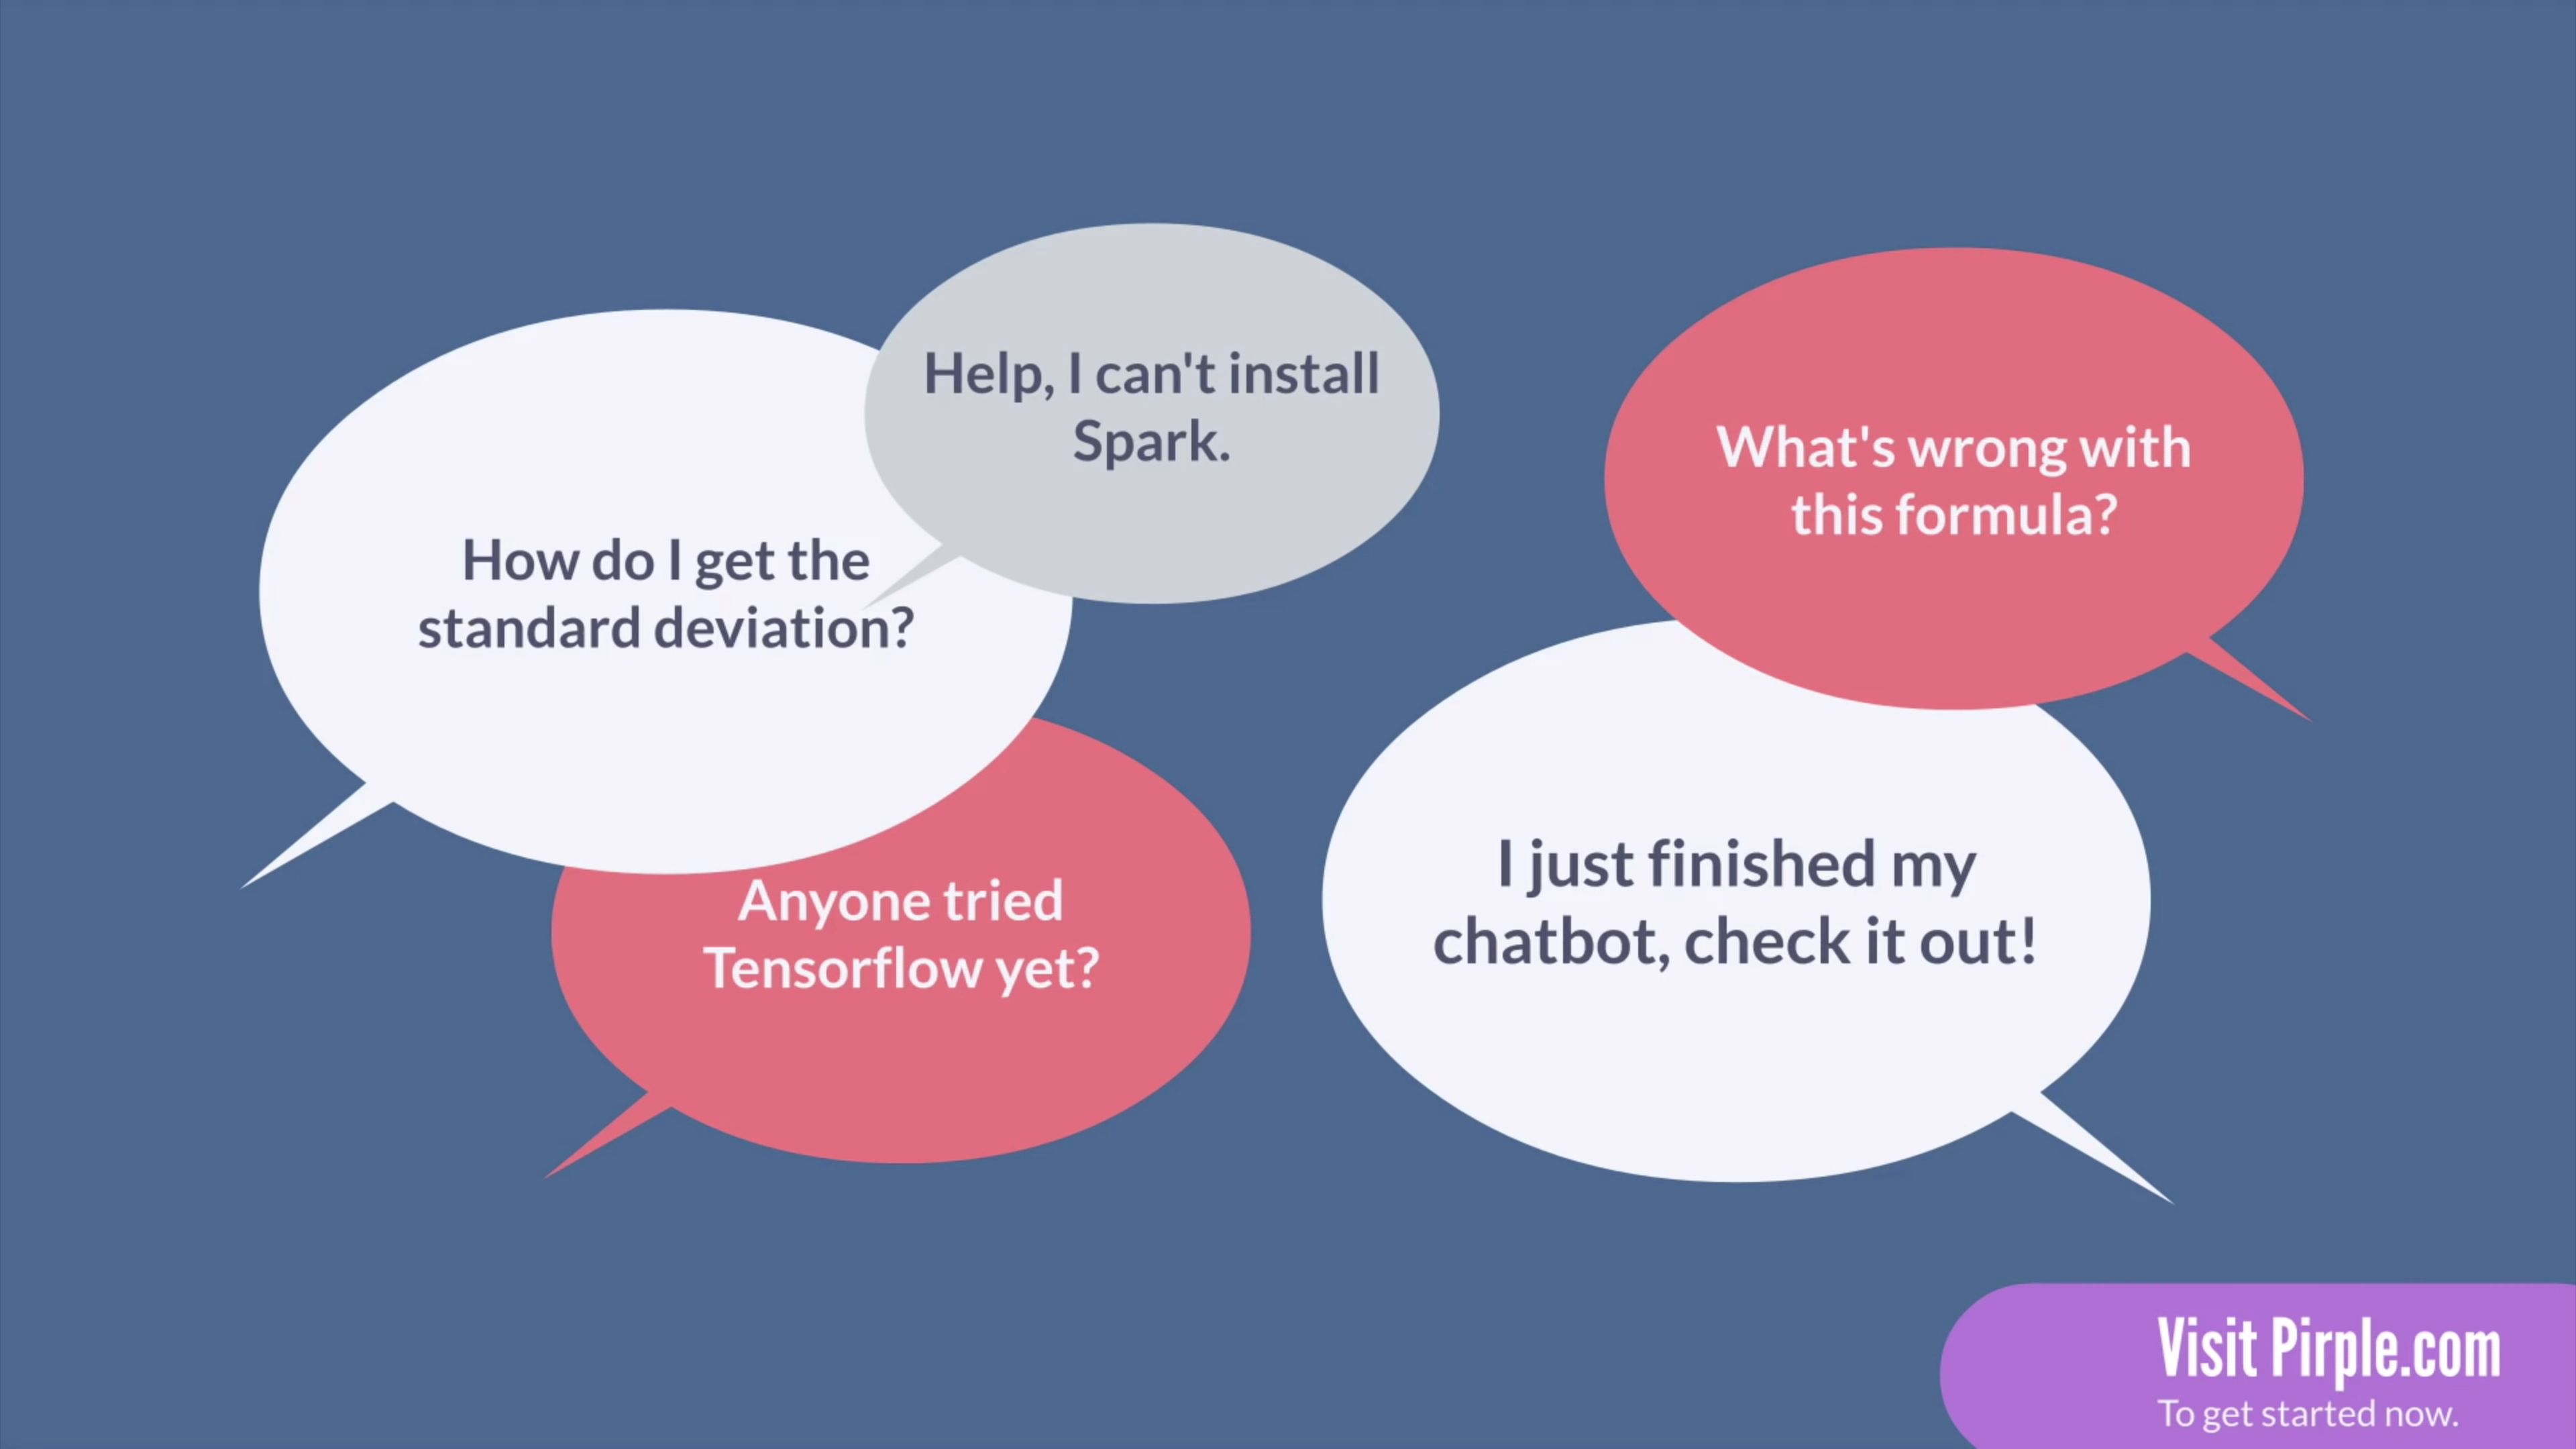 Help, I can't install
Spark.
How do I get the
standard deviation?
Anyone tried
Tensorflow yet?
What's wrong with
this formula?
I just finished my
chatbot, check it out!
Visit Pirple.com
To get started now.